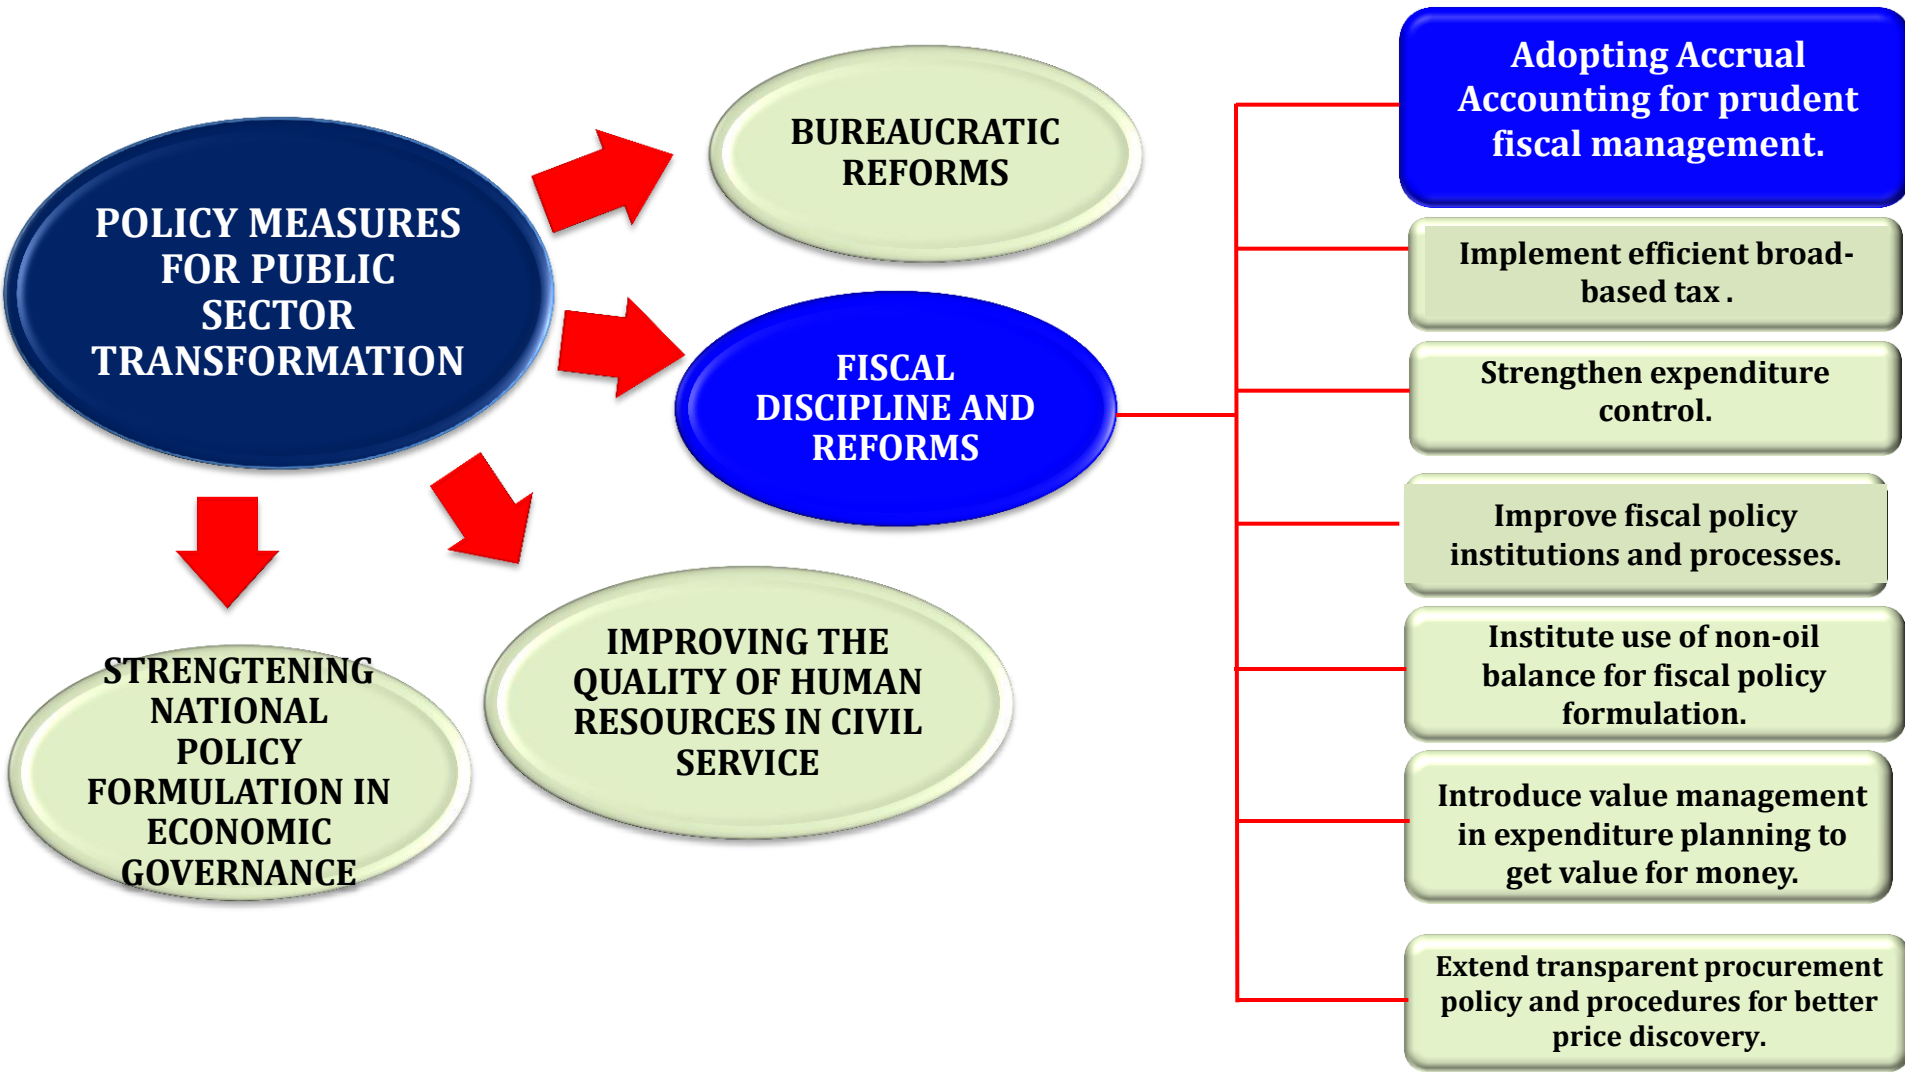 POLICY MEASURES
FOR PUBLIC
SECTOR
TRANSFORMATION
BUREAUCRATIC
REFORMS
FISCAL
DISCIPLINE AND
REFORMS
IMPROVING THE
QUALITY OF HUMAN
RESOURCES IN CIVIL
SERVICE
STRENGTENING
NATIONAL
POLICY
FORMULATION IN
ECONOMIC
GOVERNANCE
Adopting Accrual
Accounting for prudent
fiscal management.
Implement efficient broad-
based tax .
Strengthen expenditure
control.
Improve fiscal policy
institutions and processes.
Institute use of non-oil
balance for fiscal policy
formulation.
Introduce value management
in expenditure planning to
get value for money.
Extend transparent procurement
policy and procedures for better
price discovery.